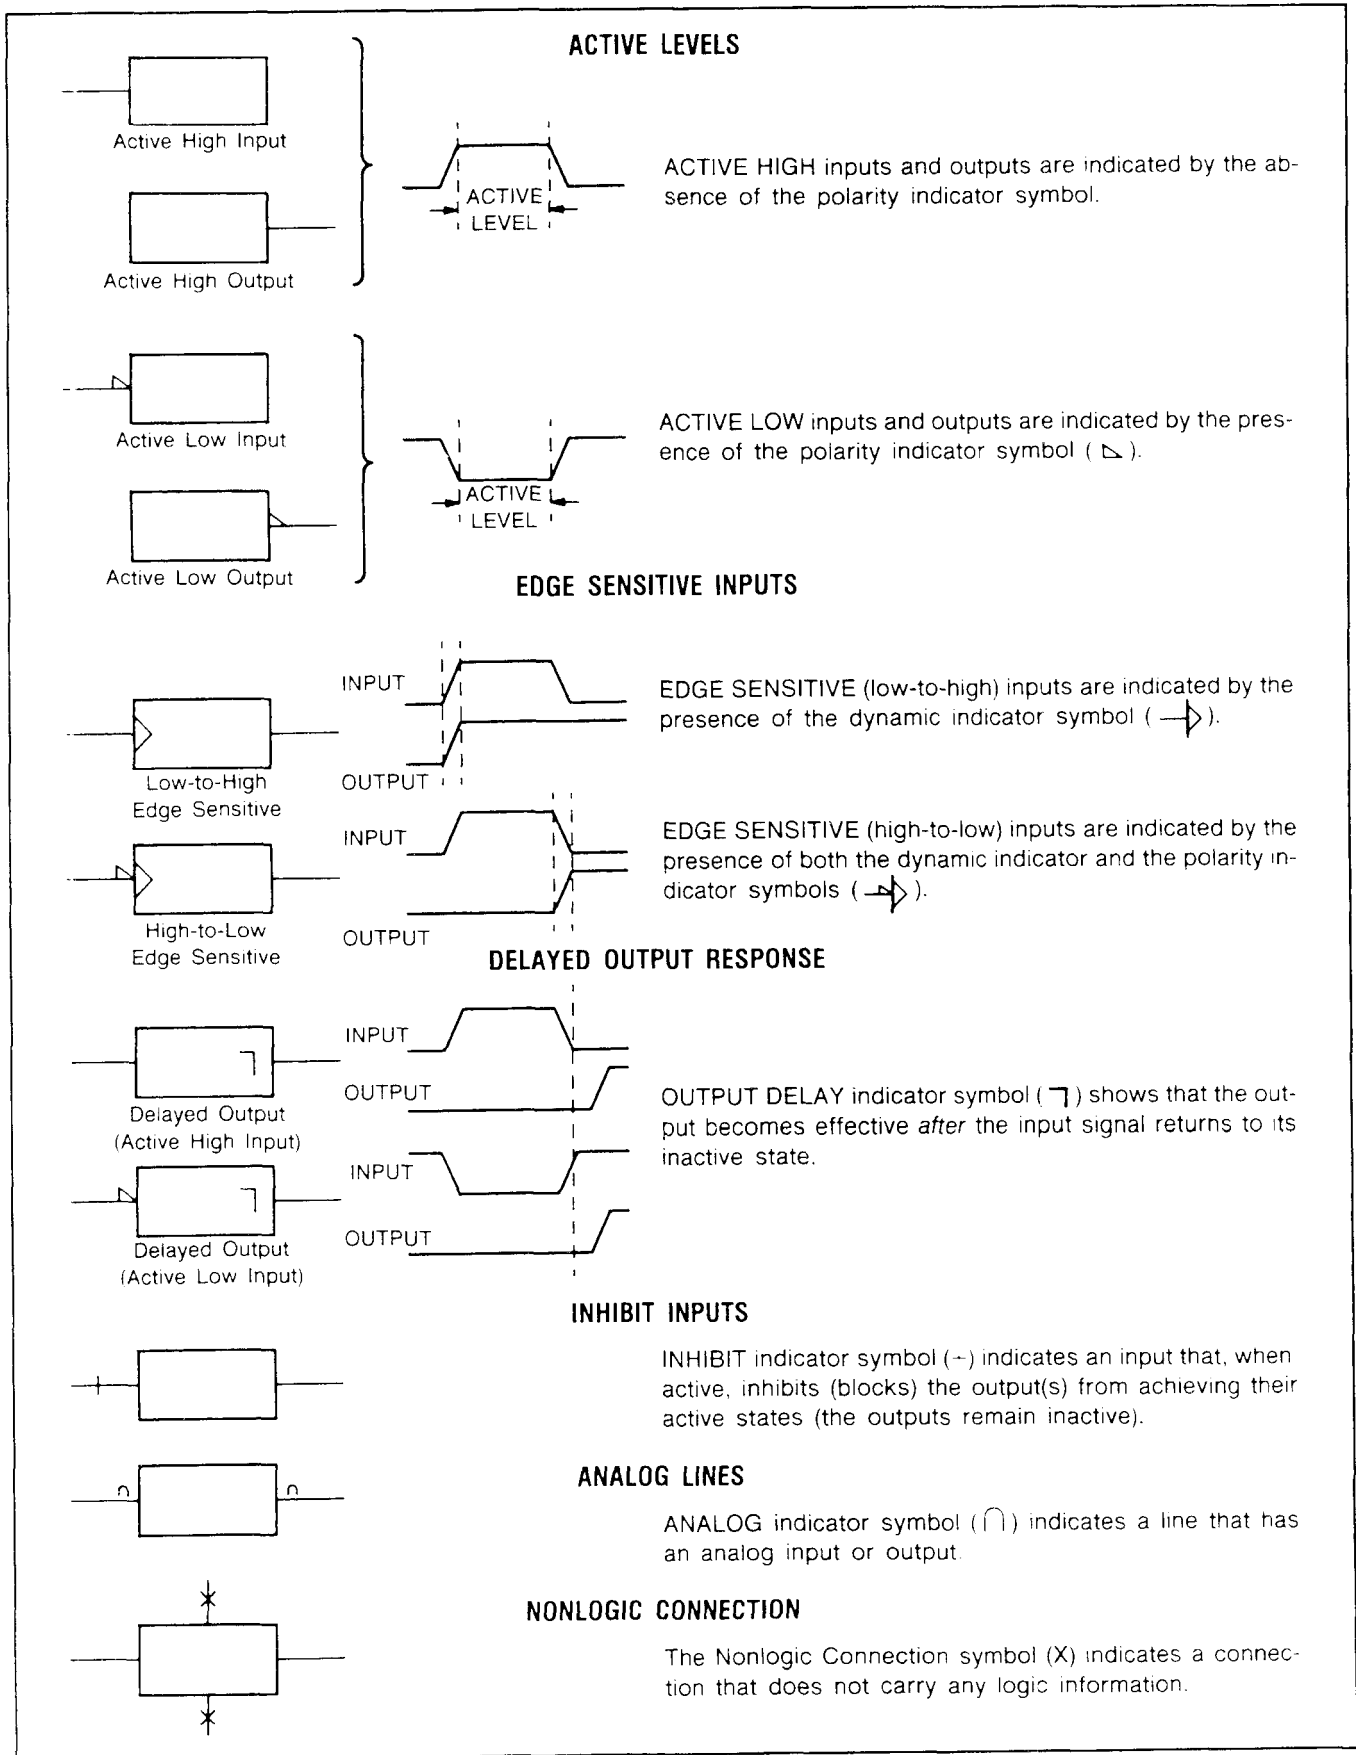 ACTIVE LEVELS
Active High Input
ACTIVE
LEVEL
ACTIVE HIGH inputs and outputs are indicated by the ab-
sence of the polarity indicator symbol.
Active High Output
Active Low Input
ACTIVE
LEVEL
ACTIVE LOW inputs and outputs are indicated by the pres-
ence of the polarity indicator symbol ( ).
Active Low Output
EDGE SENSITIVE INPUTS
INPUT
OUTPUT
Low-to-High
Edge Sensitive
EDGE SENSITIVE (low-to-high) inputs are indicated by the
presence of the dynamic indicator symbol ( ).
INPUT
OUTPUT
High-to-Low
Edge Sensitive
EDGE SENSITIVE (high-to-low) inputs are indicated by the
presence of both the dynamic indicator and the polarity in-
dicator symbols ( ).
DELAYED OUTPUT RESPONSE
INPUT
OUTPUT
Delayed Output
(Active High Input)
INPUT
OUTPUT
Delayed Output
(Active Low Input)
OUTPUT DELAY indicator symbol ( ) shows that the out-
put becomes effective after the input signal returns to its
inactive state.
INHIBIT INPUTS
INHIBIT indicator symbol ( ) indicates an input that, when
active, inhibits (blocks) the output(s) from achieving their
active states (the outputs remain inactive).
ANALOG LINES
ANALOG indicator symbol (∩) indicates a line that has
an analog input or output.
NONLOGIC CONNECTION
The Nonlogic Connection symbol (X) indicates a connec-
tion that does not carry any logic information.